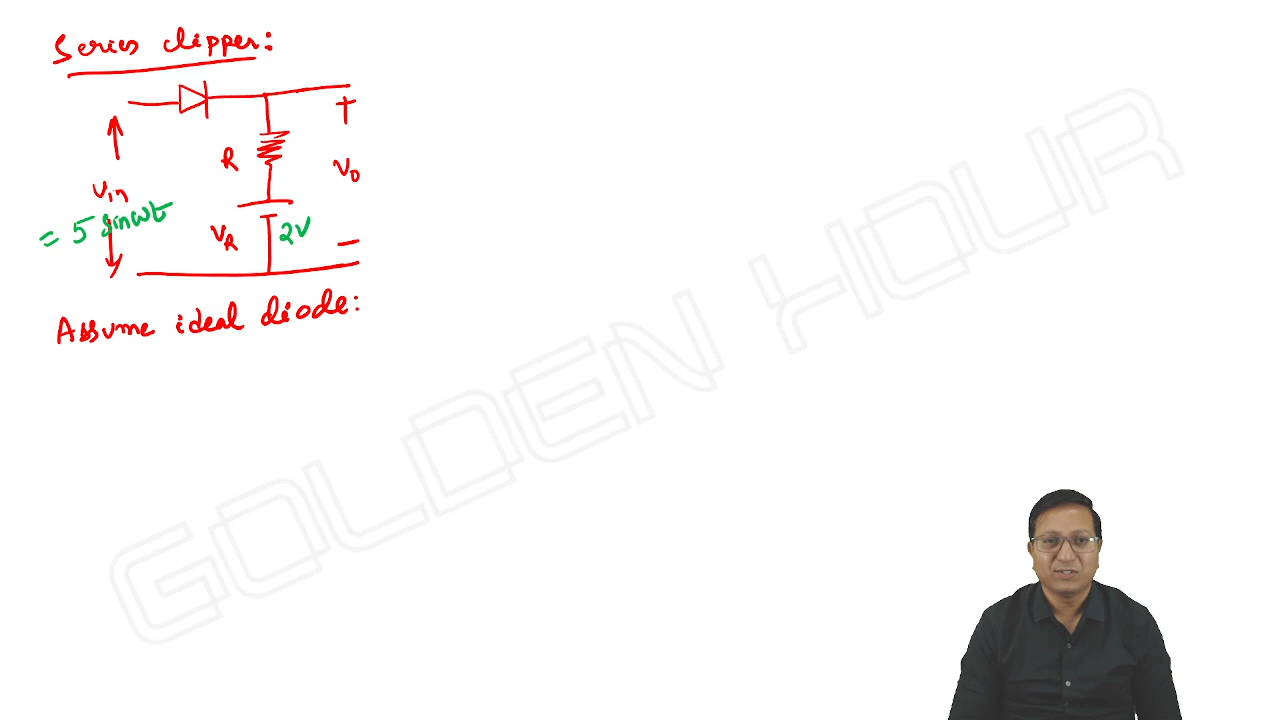 Series clipper:
+
R
Vo
Vin
= 5 sinωt
VR
2V
−
Assume ideal diode:
GOLDEN HOUR